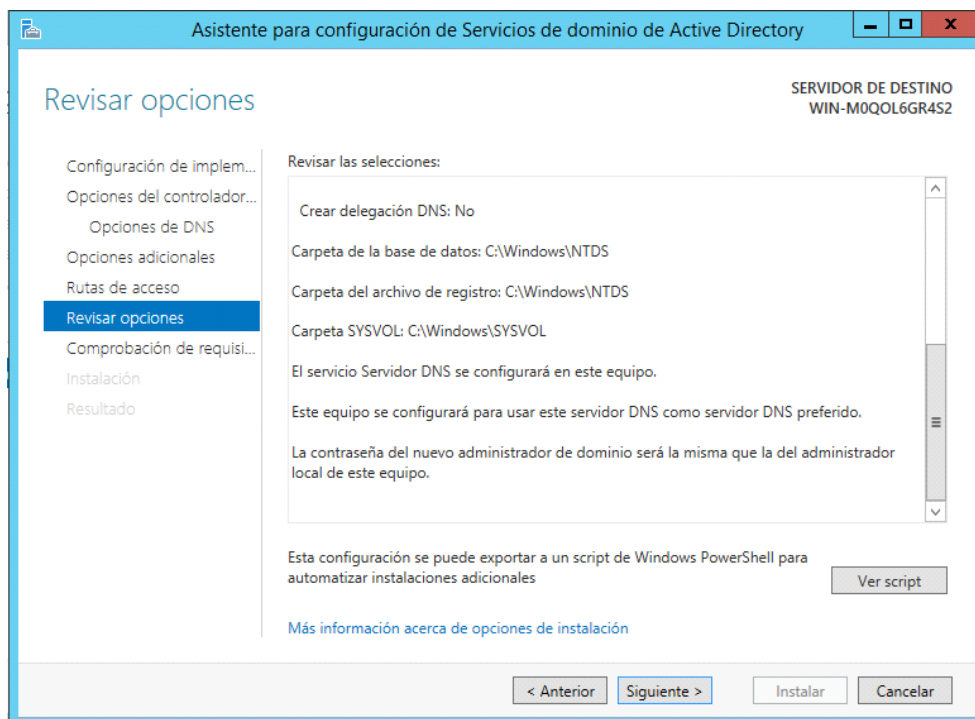 Asistente para configuración de Servicios de dominio de Active Directory
Revisar opciones
SERVIDOR DE DESTINO
WIN-M0QOL6GR4S2
Configuración de implem...
Opciones del controlador...
Opciones de DNS
Opciones adicionales
Rutas de acceso
Revisar opciones
Comprobación de requisi...
Instalación
Resultado
Revisar las selecciones:
Crear delegación DNS: No
Carpeta de la base de datos: C:\Windows\NTDS
Carpeta del archivo de registro: C:\Windows\NTDS
Carpeta SYSVOL: C:\Windows\SYSVOL
El servicio Servidor DNS se configurará en este equipo.
Este equipo se configurará para usar este servidor DNS como servidor DNS preferido.
La contraseña del nuevo administrador de dominio será la misma que la del administrador
local de este equipo.
Esta configuración se puede exportar a un script de Windows PowerShell para
automatizar instalaciones adicionales
Ver script
Más información acerca de opciones de instalación
< Anterior
Siguiente >
Instalar
Cancelar